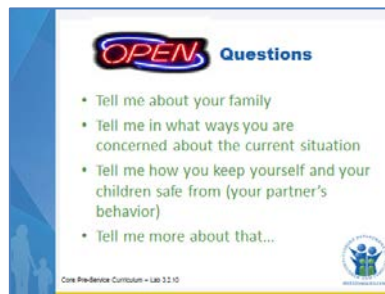 OPEN Questions
• Tell me about your family
• Tell me in what ways you are
concerned about the current situation
• Tell me how you keep yourself and your
children safe from (your partner's
behavior)
• Tell me more about that...
Core Pre-Service Curriculum – Lab 3.2.10